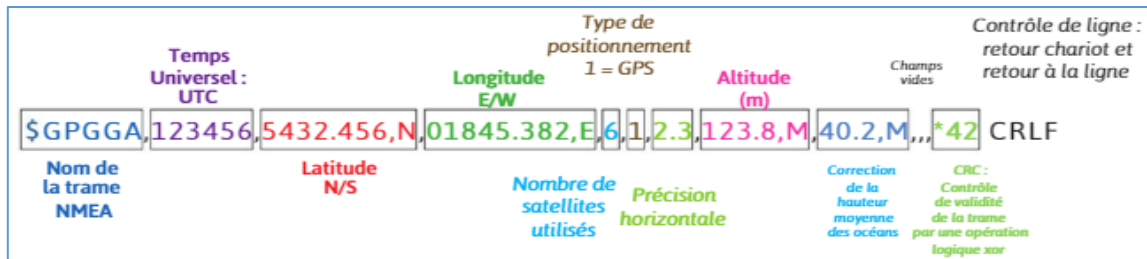 Type de
positionnement
1 = GPS
Contrôle de ligne :
retour chariot et
retour à la ligne
Temps
Universel :
UTC
Longitude
E/W
Altitude
(m)
Champs
vides
$GPGGA,123456,5432.456,N,01845.382,E,6,1,2.3,123.8,M,40.2,M,,,*42 CRLF
Nom de
la trame
NMEA
Latitude
N/S
Nombre de
satellites
utilisés
Précision
horizontale
Correction
de la
hauteur
moyenne
des océans
CRC :
Contrôle
de validité
de la trame
par une opération
logique xor